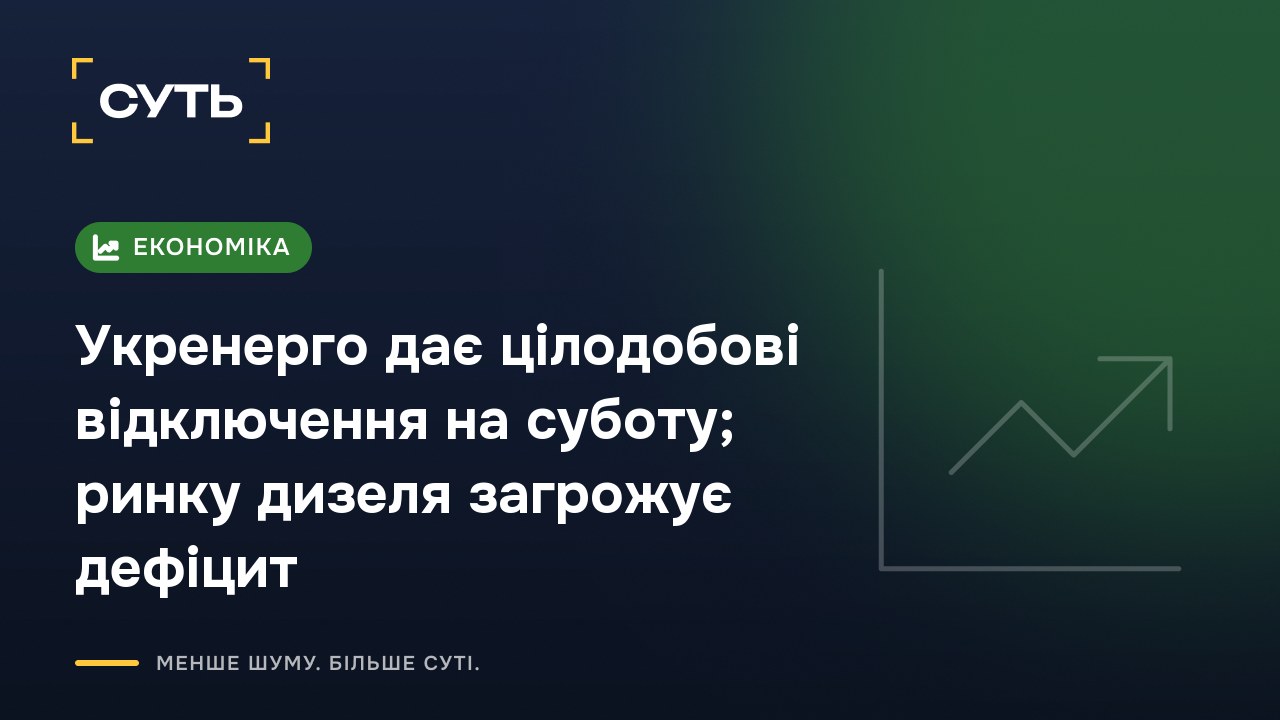 СУТЬ
ЕКОНОМІКА
Укренерго дає цілодобові
відключення на суботу;
ринку дизеля загрожує
дефіцит
МЕНШЕ ШУМУ. БІЛЬШЕ СУТІ.